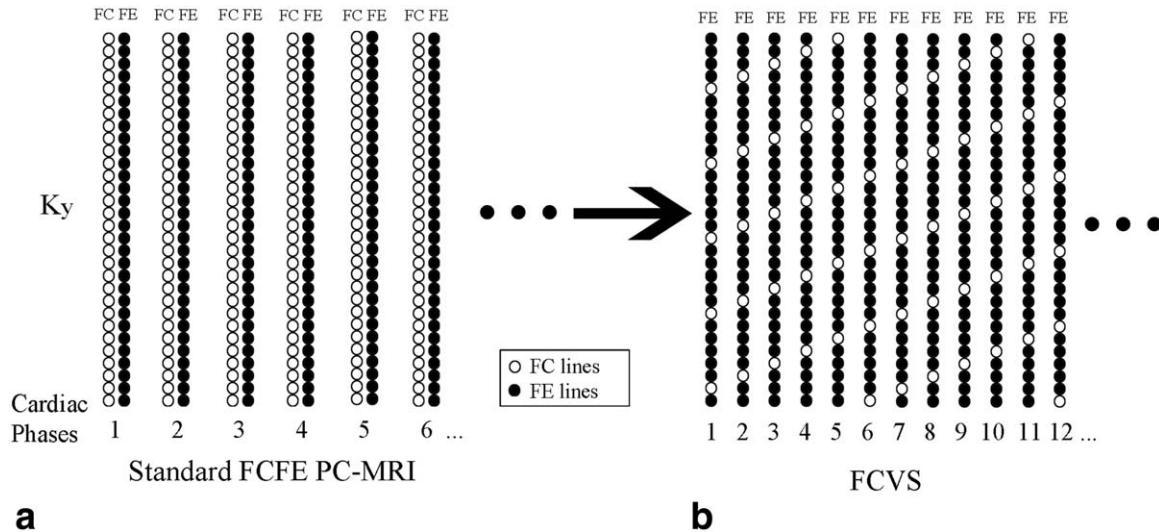 FC FE FC FE FC FE FC FE FC FE FC FE
FE FE FE FE FE FE FE FE FE FE FE FE
Ky
FC lines
FE lines
Cardiac
Phases 1 2 3 4 5 6 ...
1 2 3 4 5 6 7 8 9 10 11 12 ...
Standard FCFE PC-MRI
FCVS
a
b